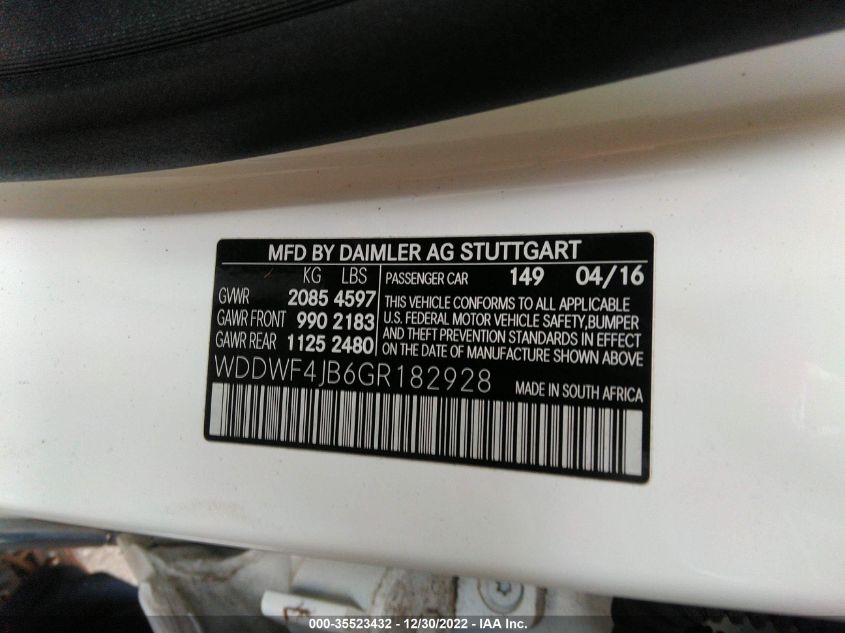 MFD BY DAIMLER AG STUTTGART
KG LBS
GVWR 2085 4597
GAWR FRONT 990 2183
GAWR REAR 1125 2480
PASSENGER CAR 149 04/16
THIS VEHICLE CONFORMS TO ALL APPLICABLE
U.S. FEDERAL MOTOR VEHICLE SAFETY,BUMPER
AND THEFT PREVENTION STANDARDS IN EFFECT
ON THE DATE OF MANUFACTURE SHOWN ABOVE
WDDWF4JB6GR182928
MADE IN SOUTH AFRICA
000-35523432 - 12/30/2022 - IAA Inc.